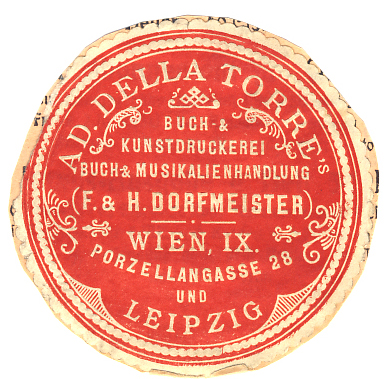 AD. DELLA TORRE's
BUCH- &
KUNSTDRUCKEREI
BUCH & MUSIKALIENHANDLUNG
(F. & H. DORFMEISTER)
WIEN, IX.
PORZELLANGASSE 28
UND
LEIPZIG